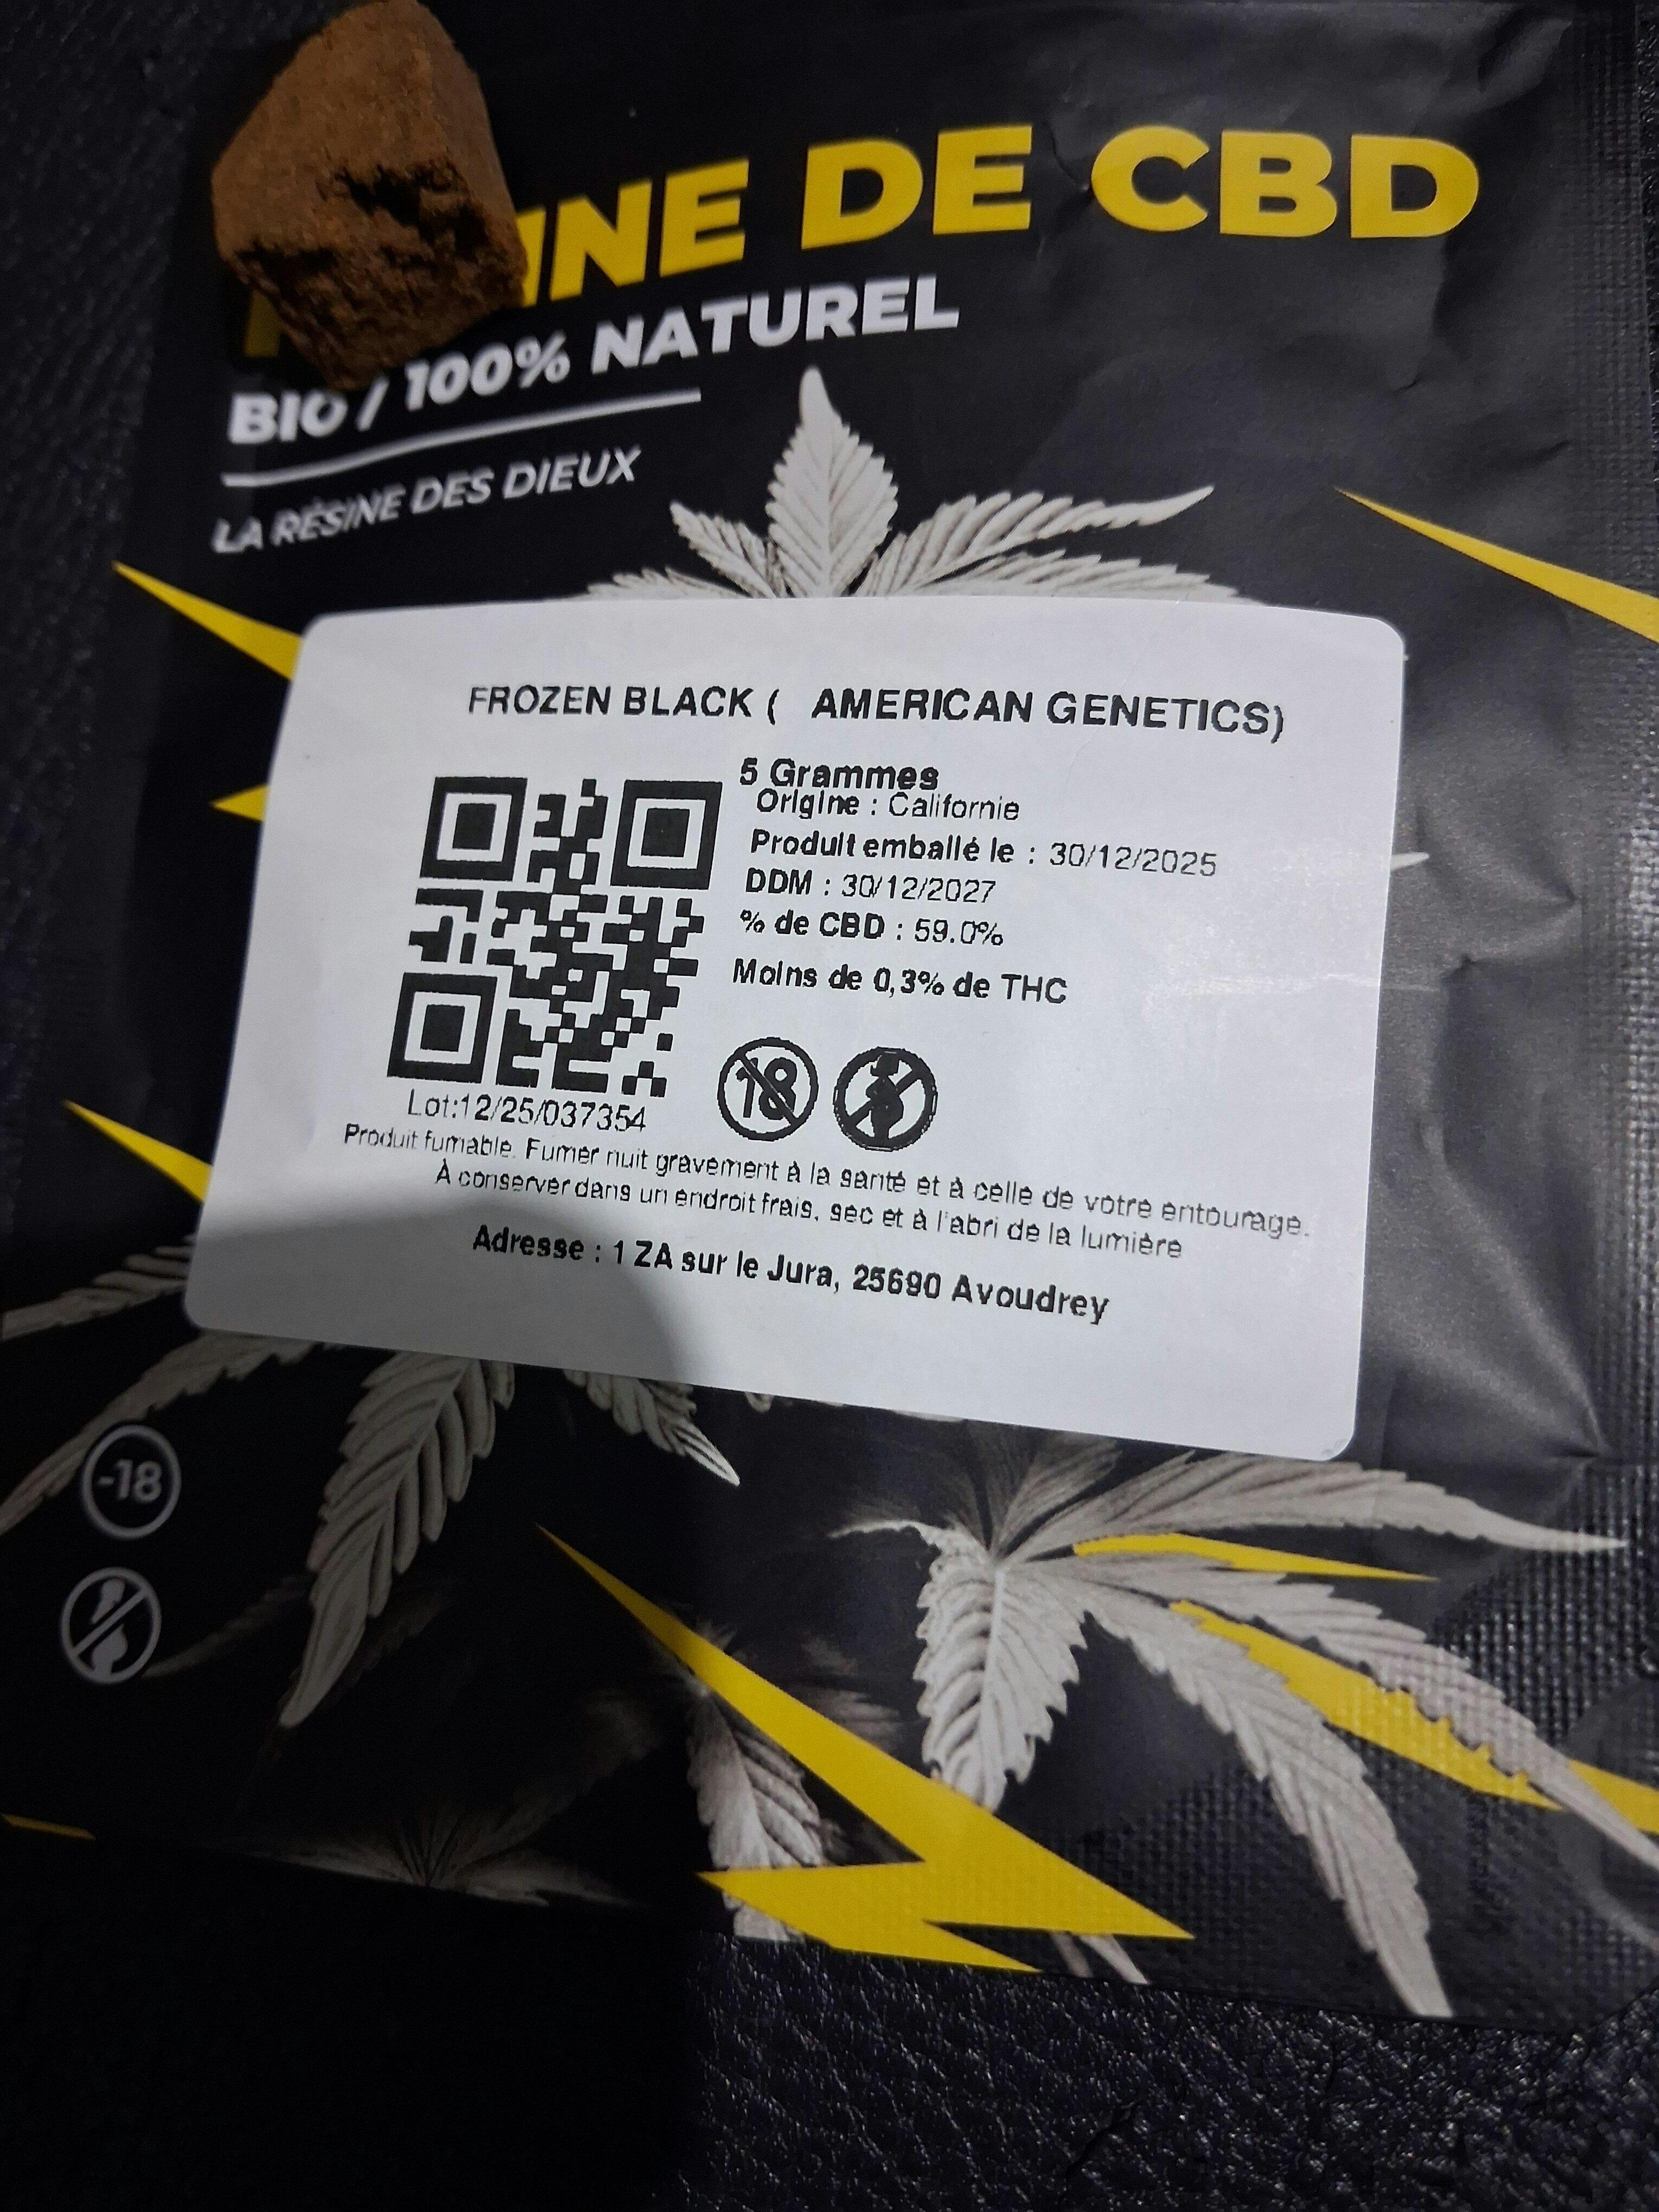 INE DE CBD
BIO / 100% NATUREL
LA RÉSINE DES DIEUX
FROZEN BLACK ( AMERICAN GENETICS)
5 Grammes
Origine : Californie
Produit emballé le : 30/12/2025
DDM : 30/12/2027
% de CBD : 59.0%
Moins de 0,3% de THC
18
Lot:12/25/037354
Produit fumable. Fumer nuit gravement à la santé et à celle de votre entourage.
À conserver dans un endroit frais, sec et à l'abri de la lumière
Adresse : 1 ZA sur le Jura, 25690 Avoudrey
-18